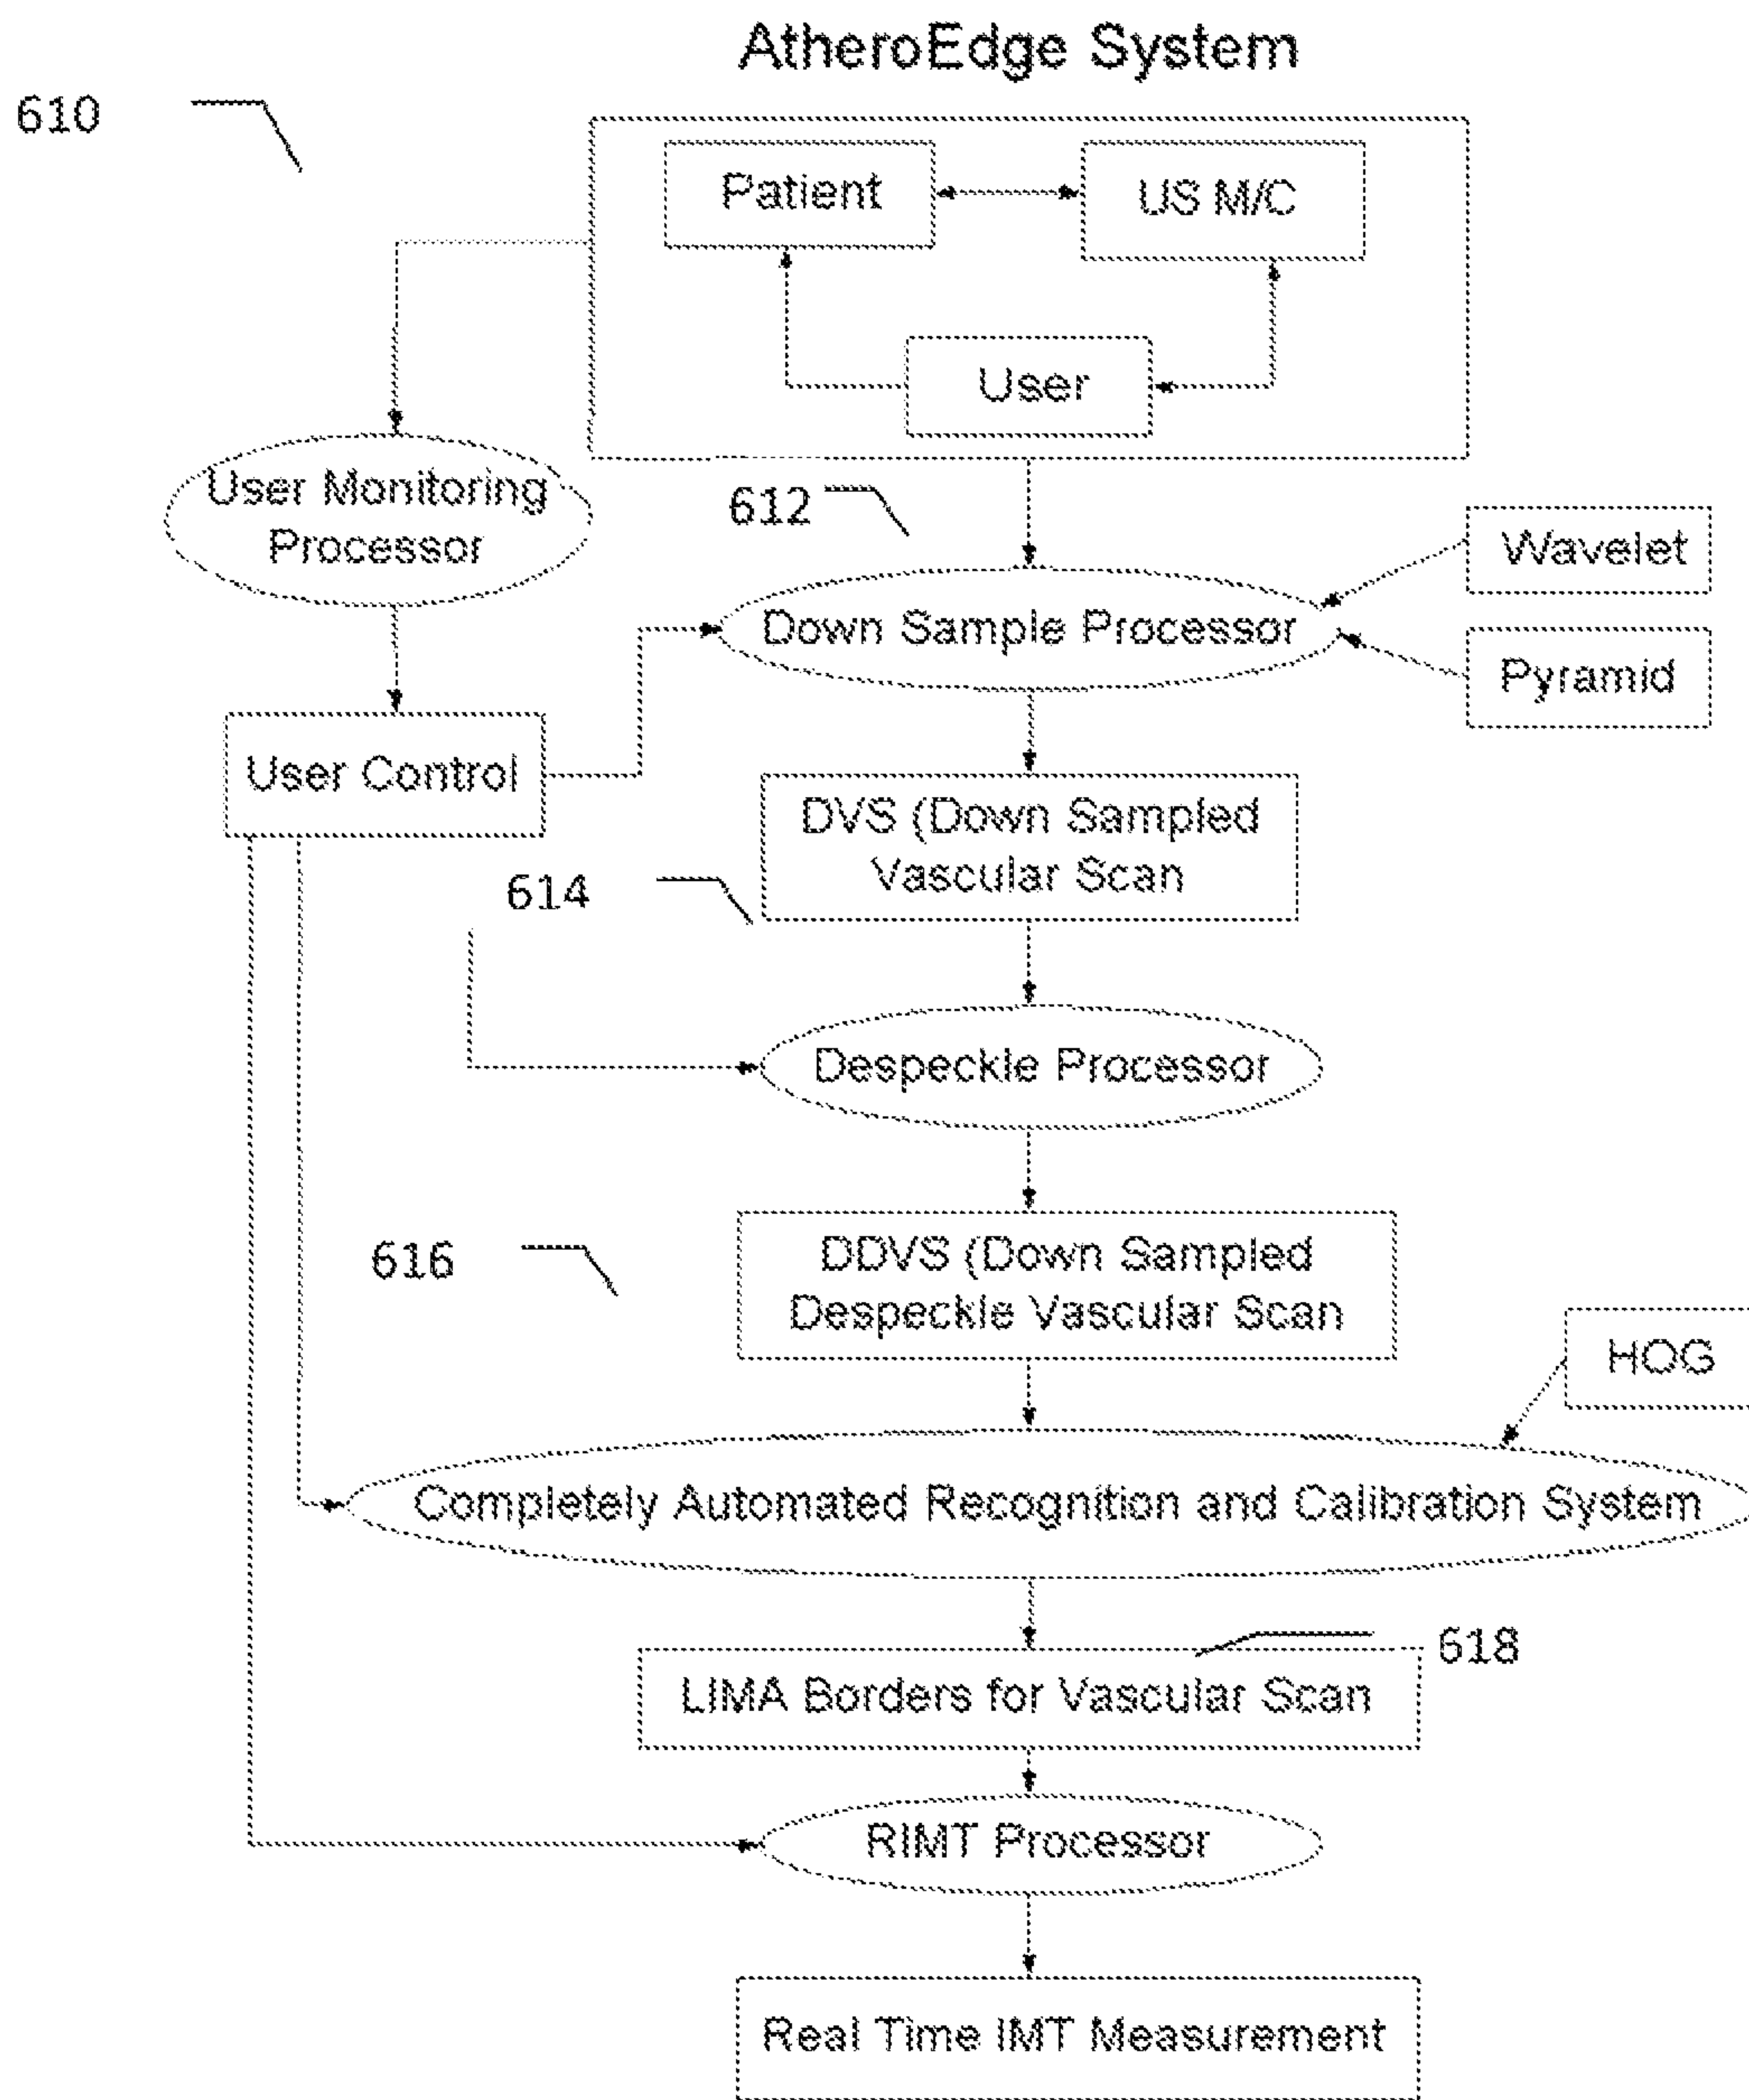 AtheroEdge System
610
Patient
US M/C
User
User Monitoring
Processor
612
Wavelet
Down Sample Processor
Pyramid
User Control
DVS (Down Sampled
Vascular Scan
614
Despeckle Processor
616
DDVS (Down Sampled
Despeckle Vascular Scan
HOG
Completely Automated Recognition and Calibration System
618
LIMA Borders for Vascular Scan
RIMT Processor
Real Time IMT Measurement